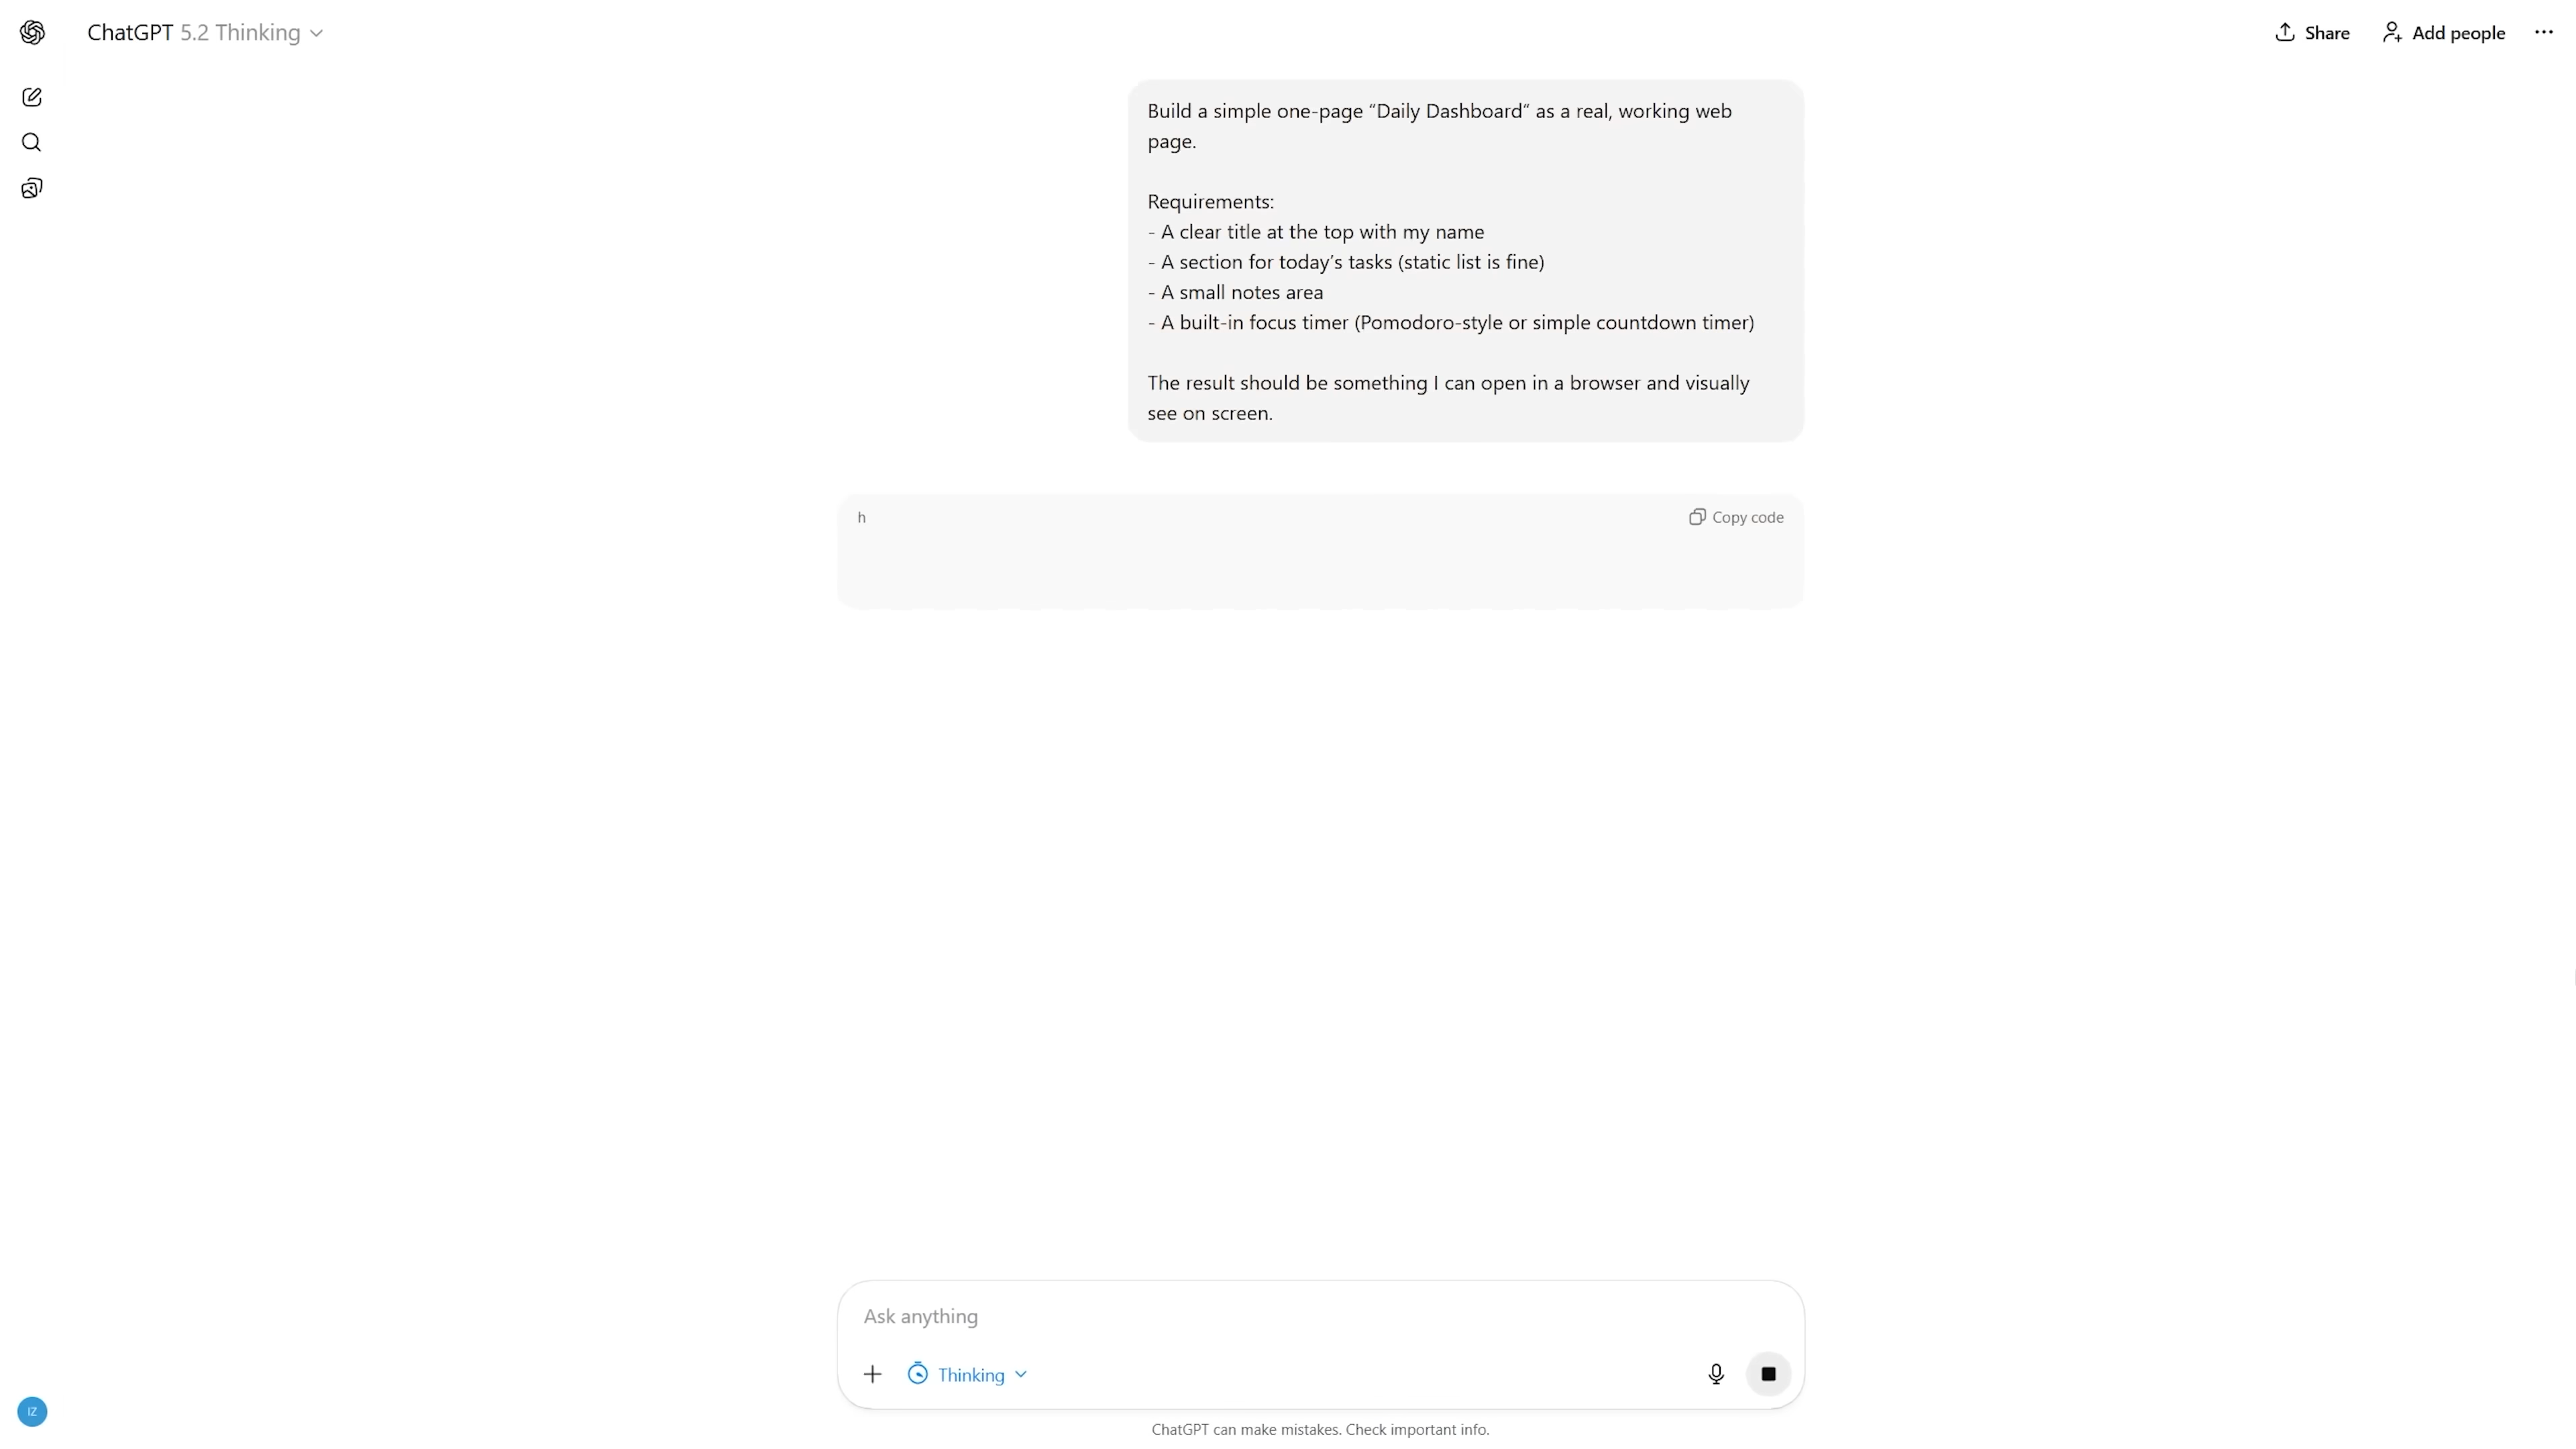 ChatGPT 5.2 Thinking
Share
Add people
Build a simple one-page “Daily Dashboard“ as a real, working web
page.
Requirements:
- A clear title at the top with my name
- A section for today’s tasks (static list is fine)
- A small notes area
- A built-in focus timer (Pomodoro-style or simple countdown timer)
The result should be something I can open in a browser and visually
see on screen.
h
Copy code
Ask anything
Thinking
IZ
ChatGPT can make mistakes. Check important info.